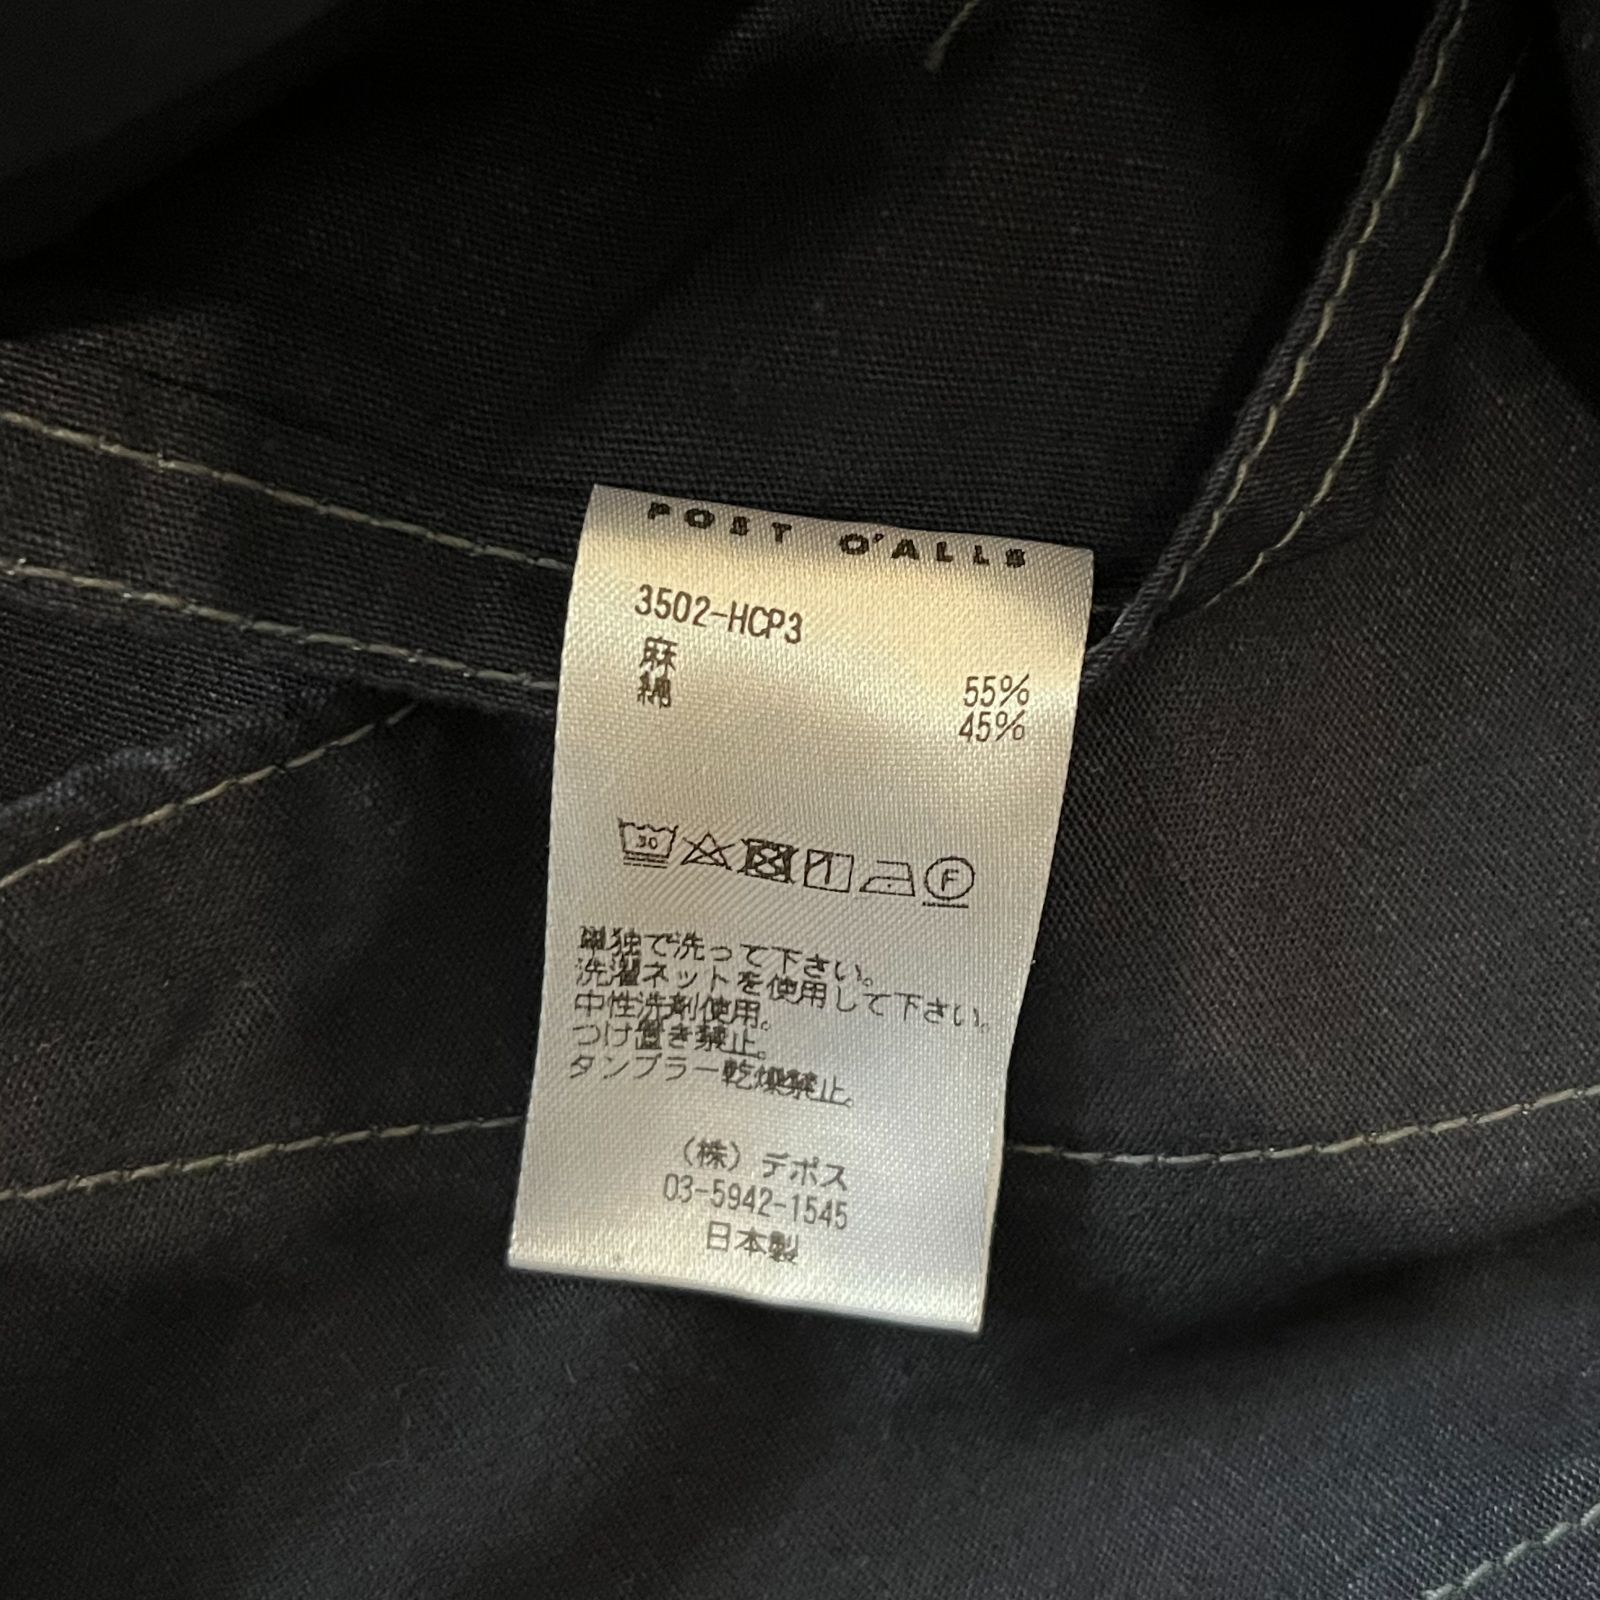 POST O'ALLS
3502-HCP3
麻 55%
綿 45%
30
F
単独で洗って下さい。
洗濯ネットを使用して下さい。
中性洗剤使用。
つけ置き禁止。
タンブラー乾燥禁止。
(株) デポス
03-5942-1545
日本製